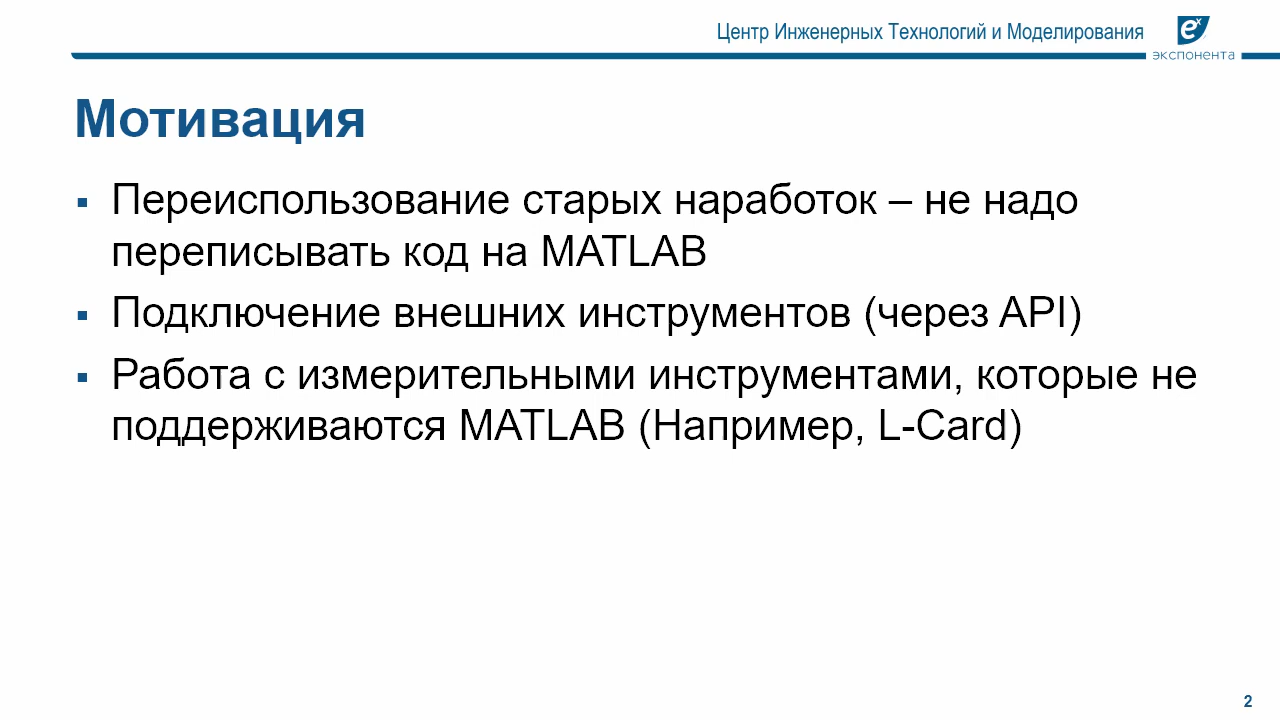 Центр Инженерных Технологий и Моделирования
ex
экспонента
Мотивация
▪ Переиспользование старых наработок – не надо
переписывать код на MATLAB
▪ Подключение внешних инструментов (через API)
▪ Работа с измерительными инструментами, которые не
поддерживаются MATLAB (Например, L-Card)
2